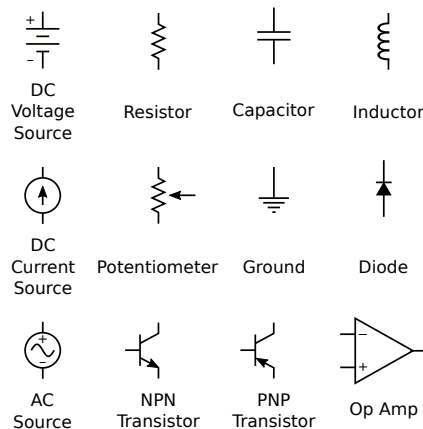 +
−
DC
Voltage
Source
Resistor
Capacitor
Inductor
DC
Current
Source
Potentiometer
Ground
Diode
+
−
AC
Source
NPN
Transistor
PNP
Transistor
−
+
Op Amp